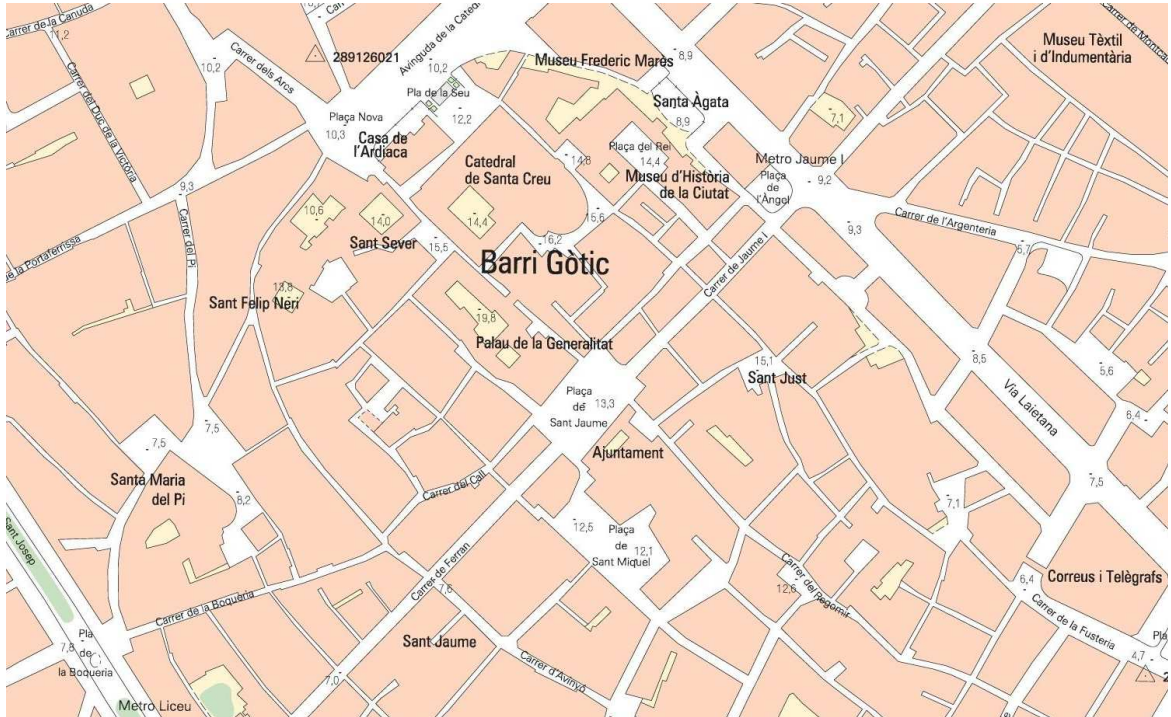 Carrer de la Canuda
11,2
10,2
Carrer dels Arcs
289126021
Avinguda de la Cated
10,2
Pla de la Seu
12,2
Museu Frederic Marès
8,9
Santa Àgata
8,9
Museu Tèxtil
i d'Indumentària
7,1
Carrer del Duc de la Victòria
Plaça Nova
10,3
Casa de
l'Ardiaca
Catedral
de Santa Creu
14,8
Plaça del Rei
14,4
Museu d'Història
de la Ciutat
Metro Jaume I
Plaça
de
l'Àngel
9,2
9,3
Carrer de l'Argenteria
5,7
9,3
Carrer del Pi
de la Portaferrissa
10,6
14,0
14,4
15,6
16,2
15,5
Sant Sever
Barri Gòtic
Carrer de Jaume I
13,8
Sant Felip Neri
19,8
Palau de la Generalitat
15,1
Sant Just
8,5
5,6
Via Laietana
6,4
Plaça
de
Sant Jaume
13,3
7,5
7,5
Ajuntament
Santa Maria
del Pi
8,2
Carrer del Call
7,5
7,1
Sant Josep
12,5
Plaça
de
Sant Miquel
12,1
Carrer de Ferran
7,6
12,6
Carrer del Regomir
6,4
Correus i Telègrafs
Carrer de la Fusteria
Carrer de la Boqueria
Sant Jaume
Carrer d'Avinyó
7,8
Pla
de
la Boqueria
7,0
4,7
Metro Liceu